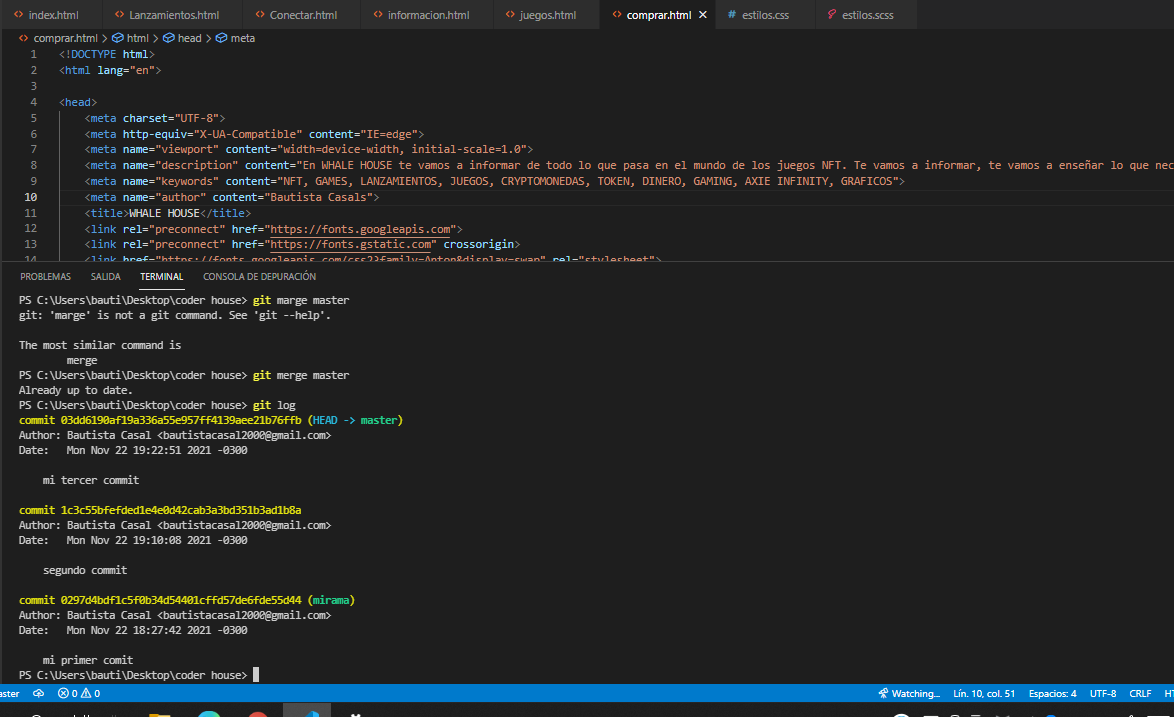 index.html Lanzamientos.html Conectar.html informacion.html juegos.html comprar.html estilos.css estilos.scss
comprar.html > html > head > meta
1 <!DOCTYPE html>
2 <html lang="en">
3
4 <head>
5 <meta charset="UTF-8">
6 <meta http-equiv="X-UA-Compatible" content="IE=edge">
7 <meta name="viewport" content="width=device-width, initial-scale=1.0">
8 <meta name="description" content="En WHALE HOUSE te vamos a informar de todo lo que pasa en el mundo de los juegos NFT. Te vamos a informar, te vamos a enseñar lo que nec
9 <meta name="keywords" content="NFT, GAMES, LANZAMIENTOS, JUEGOS, CRYPTOMONEDAS, TOKEN, DINERO, GAMING, AXIE INFINITY, GRAFICOS">
10 <meta name="author" content="Bautista Casals">
11 <title>WHALE HOUSE</title>
12 <link rel="preconnect" href="https://fonts.googleapis.com">
13 <link rel="preconnect" href="https://fonts.gstatic.com" crossorigin>
14 <link href="https://fonts.googleapis.com/css2?family=Anton&display=swap" rel="stylesheet">
PROBLEMAS SALIDA TERMINAL CONSOLA DE DEPURACIÓN
PS C:\Users\bauti\Desktop\coder house> git marge master
git: 'marge' is not a git command. See 'git --help'.
The most similar command is
merge
PS C:\Users\bauti\Desktop\coder house> git merge master
Already up to date.
PS C:\Users\bauti\Desktop\coder house> git log
commit 03dd6190af19a336a55e957ff4139aee21b76ffb (HEAD -> master)
Author: Bautista Casal <bautistacasal2000@gmail.com>
Date: Mon Nov 22 19:22:51 2021 -0300
mi tercer commit
commit 1c3c55bfefded1e4e0d42cab3a3bd351b3ad1b8a
Author: Bautista Casal <bautistacasal2000@gmail.com>
Date: Mon Nov 22 19:10:08 2021 -0300
segundo commit
commit 0297d4bdf1c5f0b34d54401cffd57de6fde55d44 (mirama)
Author: Bautista Casal <bautistacasal2000@gmail.com>
Date: Mon Nov 22 18:27:42 2021 -0300
mi primer comit
PS C:\Users\bauti\Desktop\coder house>
aster 0 0 Watching... Lín. 10, col. 51 Espacios: 4 UTF-8 CRLF HT